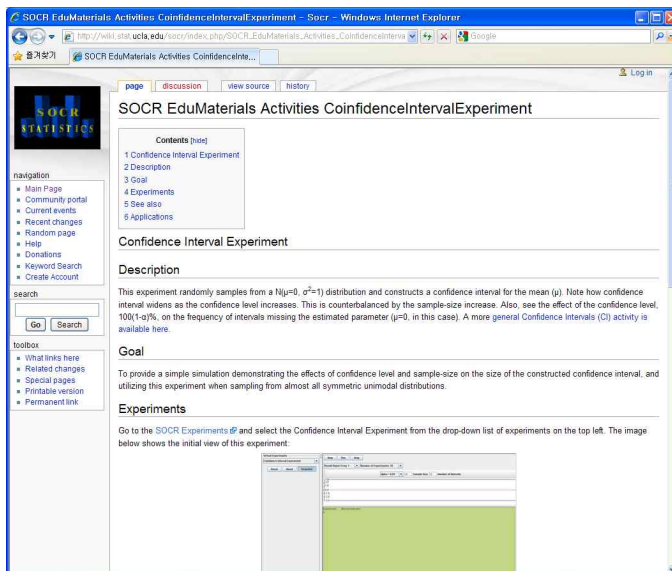 SOCR EduMaterials Activities CoinfidenceIntervalExperiment - Socr - Windows Internet Explorer
http://wiki.stat.ucla.edu/socr/index.php/SOCR_EduMaterials_Activities_CoinfidenceInterva
Google
즐겨찾기
SOCR EduMaterials Activities CoinfidenceInte...
Log in
page
discussion
view source
history
SOCR
STATISTICS
SOCR EduMaterials Activities CoinfidenceIntervalExperiment
Contents [hide]
1 Confidence Interval Experiment
2 Description
3 Goal
4 Experiments
5 See also
6 Applications
navigation
Main Page
Community portal
Current events
Recent changes
Random page
Help
Donations
Keyword Search
Create Account
search
Go
Search
toolbox
What links here
Related changes
Special pages
Printable version
Permanent link
Confidence Interval Experiment
Description
This experiment randomly samples from a N(μ=0, σ²=1) distribution and constructs a confidence interval for the mean (μ). Note how confidence
interval widens as the confidence level increases. This is counterbalanced by the sample-size increase. Also, see the effect of the confidence level,
100(1-α)%, on the frequency of intervals missing the estimated parameter (μ=0, in this case). A more general Confidence Intervals (CI) activity is
available here.
Goal
To provide a simple simulation demonstrating the effects of confidence level and sample-size on the size of the constructed confidence interval, and
utilizing this experiment when sampling from almost all symmetric unimodal distributions.
Experiments
Go to the SOCR Experiments and select the Confidence Interval Experiment from the drop-down list of experiments on the top left. The image
below shows the initial view of this experiment: